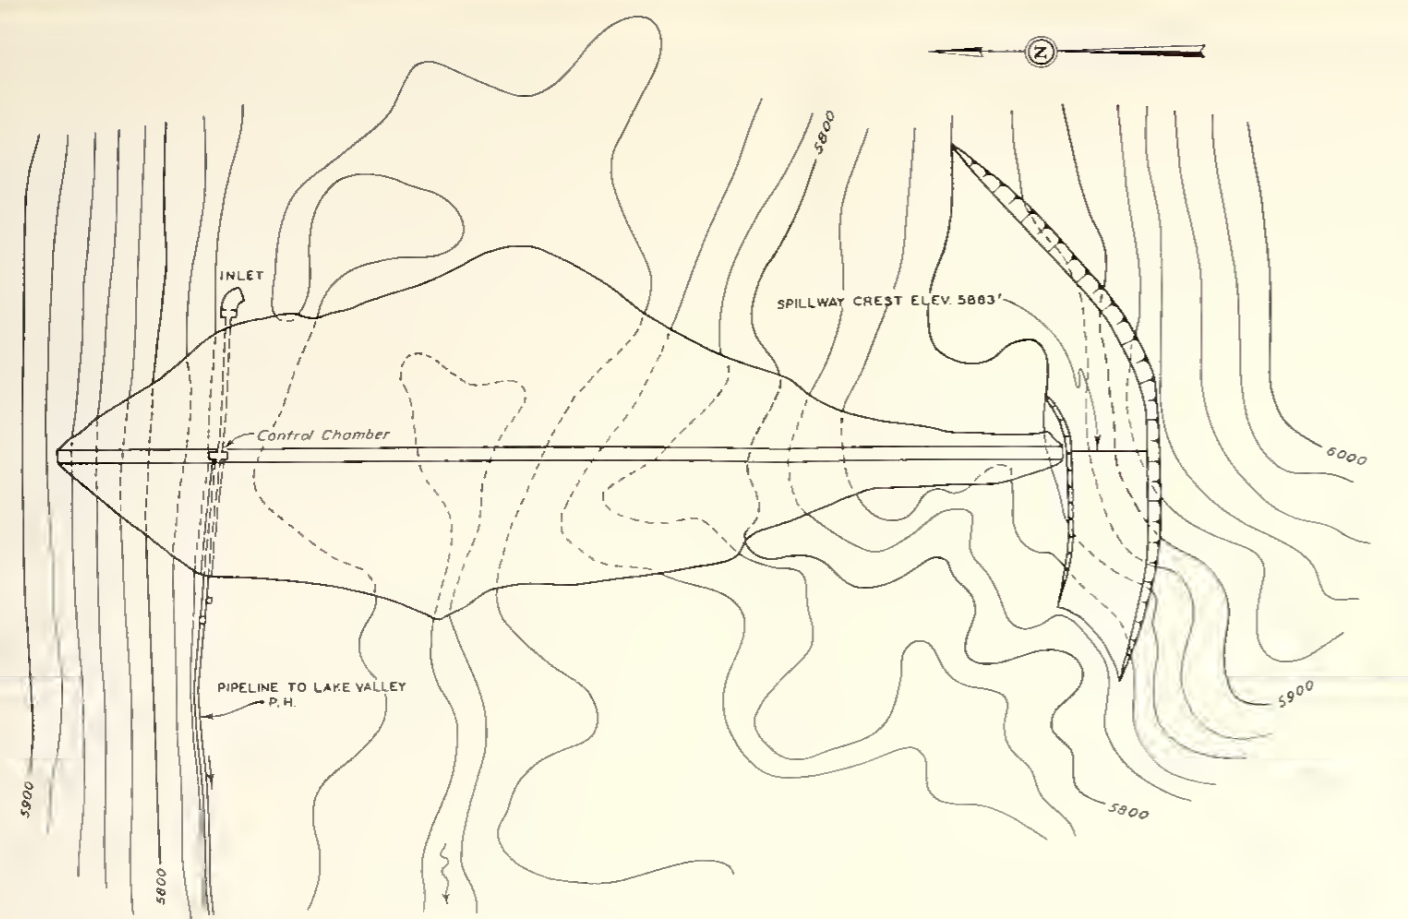 N
5800
INLET
SPILLWAY CREST ELEV. 5883'
Control Chamber
6000
PIPELINE TO LAKE VALLEY
P.H.
5900
5900
5800
5800